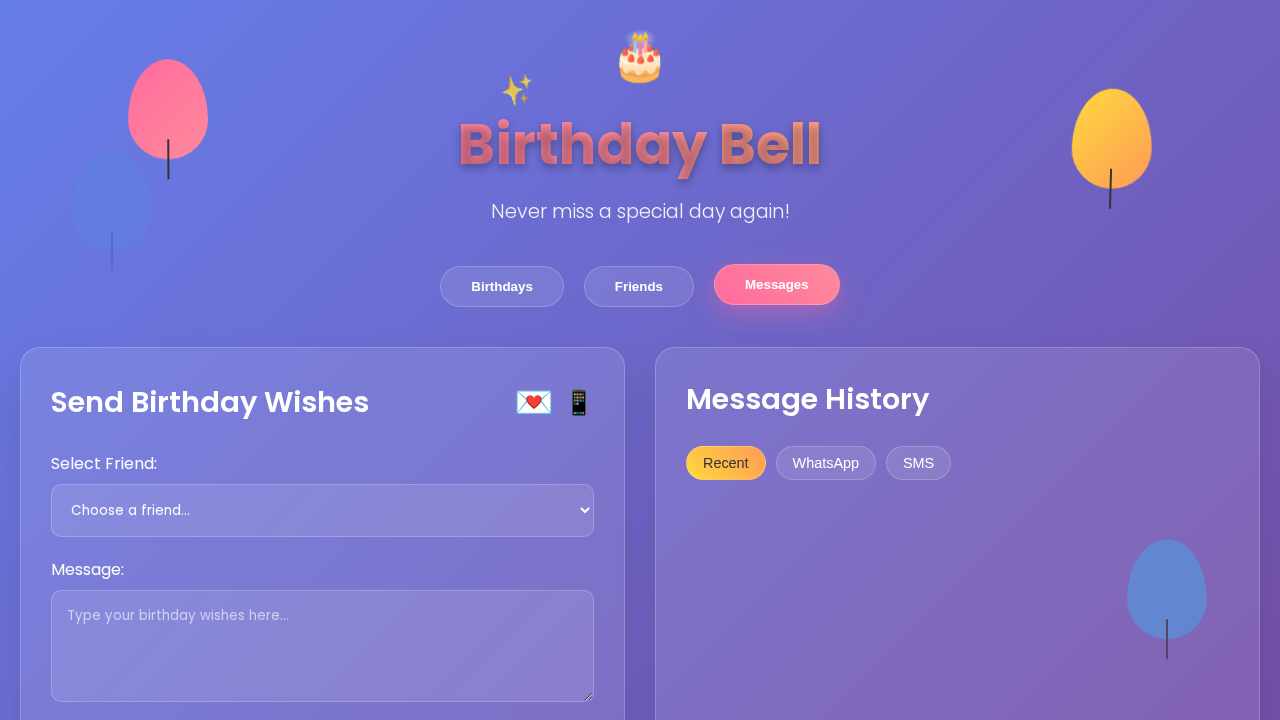 Birthday Bell
Never miss a special day again!
Birthdays
Friends
Messages
Send Birthday Wishes
Select Friend:
Choose a friend...
Message:
Type your birthday wishes here...
Message History
Recent
WhatsApp
SMS